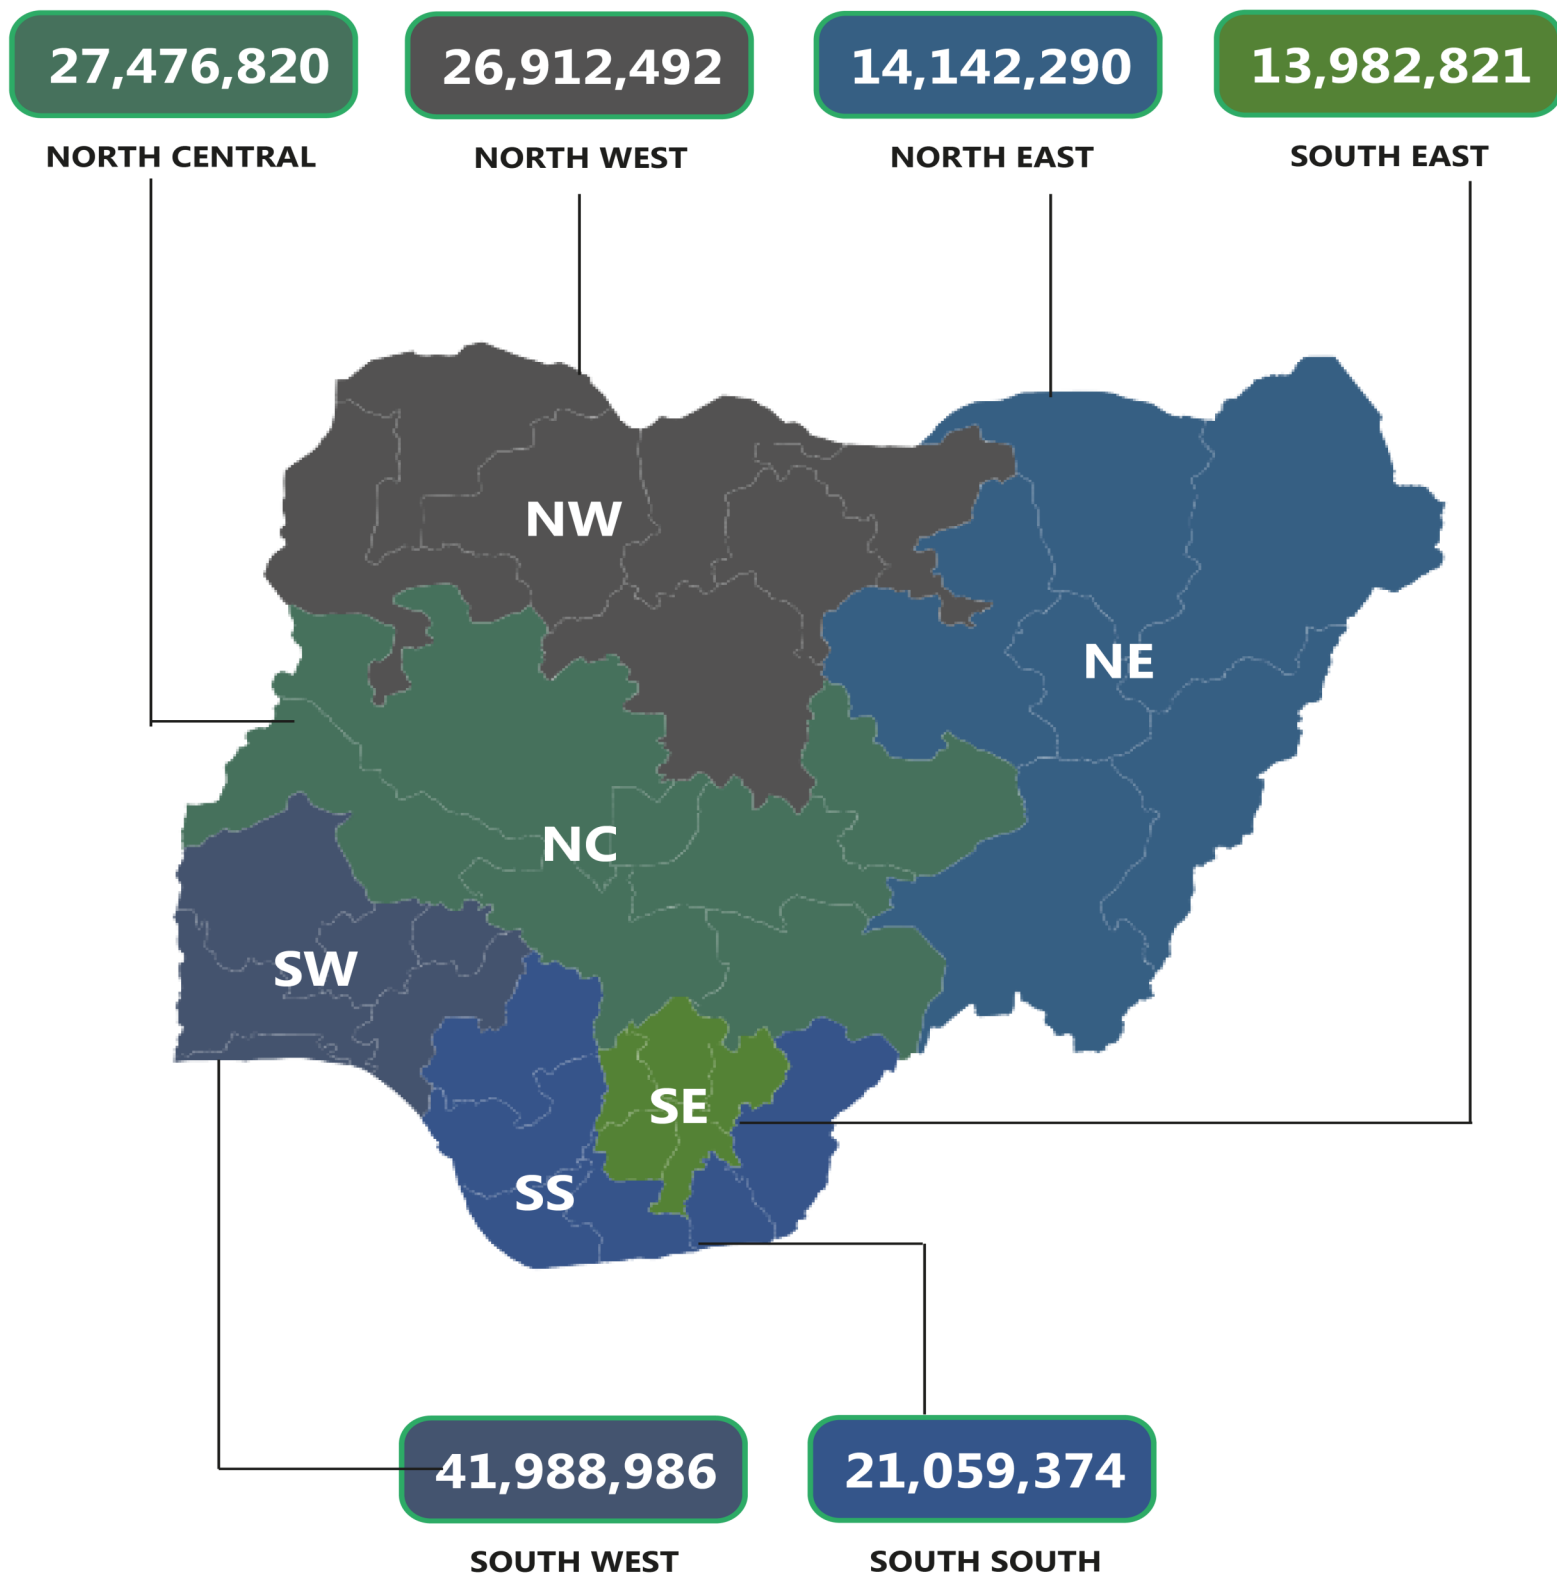 27,476,820
26,912,492
14,142,290
13,982,821
NORTH CENTRAL
NORTH WEST
NORTH EAST
SOUTH EAST
NW
NE
NC
SW
SE
SS
41,988,986
21,059,374
SOUTH WEST
SOUTH SOUTH